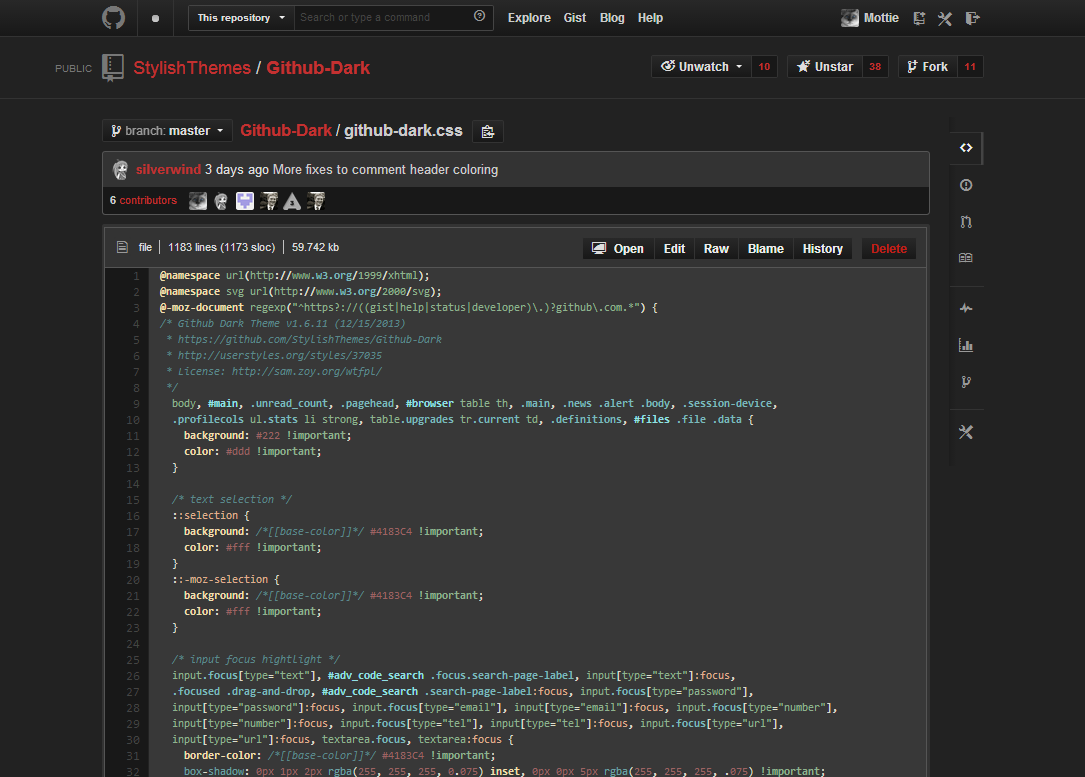 This repository Search or type a command Explore Gist Blog Help Mottie
PUBLIC StylishThemes / Github-Dark Unwatch 10 Unstar 38 Fork 11
branch: master Github-Dark / github-dark.css
silverwind 3 days ago More fixes to comment header coloring
6 contributors
file 1183 lines (1173 sloc) 59.742 kb Open Edit Raw Blame History Delete
1 @namespace url(http://www.w3.org/1999/xhtml);
2 @namespace svg url(http://www.w3.org/2000/svg);
3 @-moz-document regexp("^https?://((gist|help|status|developer)\.)?github\.com.*") {
4 /* Github Dark Theme v1.6.11 (12/15/2013)
5 * https://github.com/StylishThemes/Github-Dark
6 * http://userstyles.org/styles/37035
7 * License: http://sam.zoy.org/wtfpl/
8 */
9 body, #main, .unread_count, .pagehead, #browser table th, .main, .news .alert .body, .session-device,
10 .profilecols ul.stats li strong, table.upgrades tr.current td, .definitions, #files .file .data {
11 background: #222 !important;
12 color: #ddd !important;
13 }
14
15 /* text selection */
16 ::selection {
17 background: /*[[base-color]]*/ #4183C4 !important;
18 color: #fff !important;
19 }
20 ::-moz-selection {
21 background: /*[[base-color]]*/ #4183C4 !important;
22 color: #fff !important;
23 }
24
25 /* input focus hightlight */
26 input.focus[type="text"], #adv_code_search .focus.search-page-label, input[type="text"]:focus,
27 .focused .drag-and-drop, #adv_code_search .search-page-label:focus, input.focus[type="password"],
28 input[type="password"]:focus, input.focus[type="email"], input[type="email"]:focus, input.focus[type="number"],
29 input[type="number"]:focus, input.focus[type="tel"], input[type="tel"]:focus, input.focus[type="url"],
30 input[type="url"]:focus, textarea.focus, textarea:focus {
31 border-color: /*[[base-color]]*/ #4183C4 !important;
32 box-shadow: 0px 1px 2px rgba(255, 255, 255, 0.075) inset, 0px 0px 5px rgba(255, 255, 255, .075) !important;